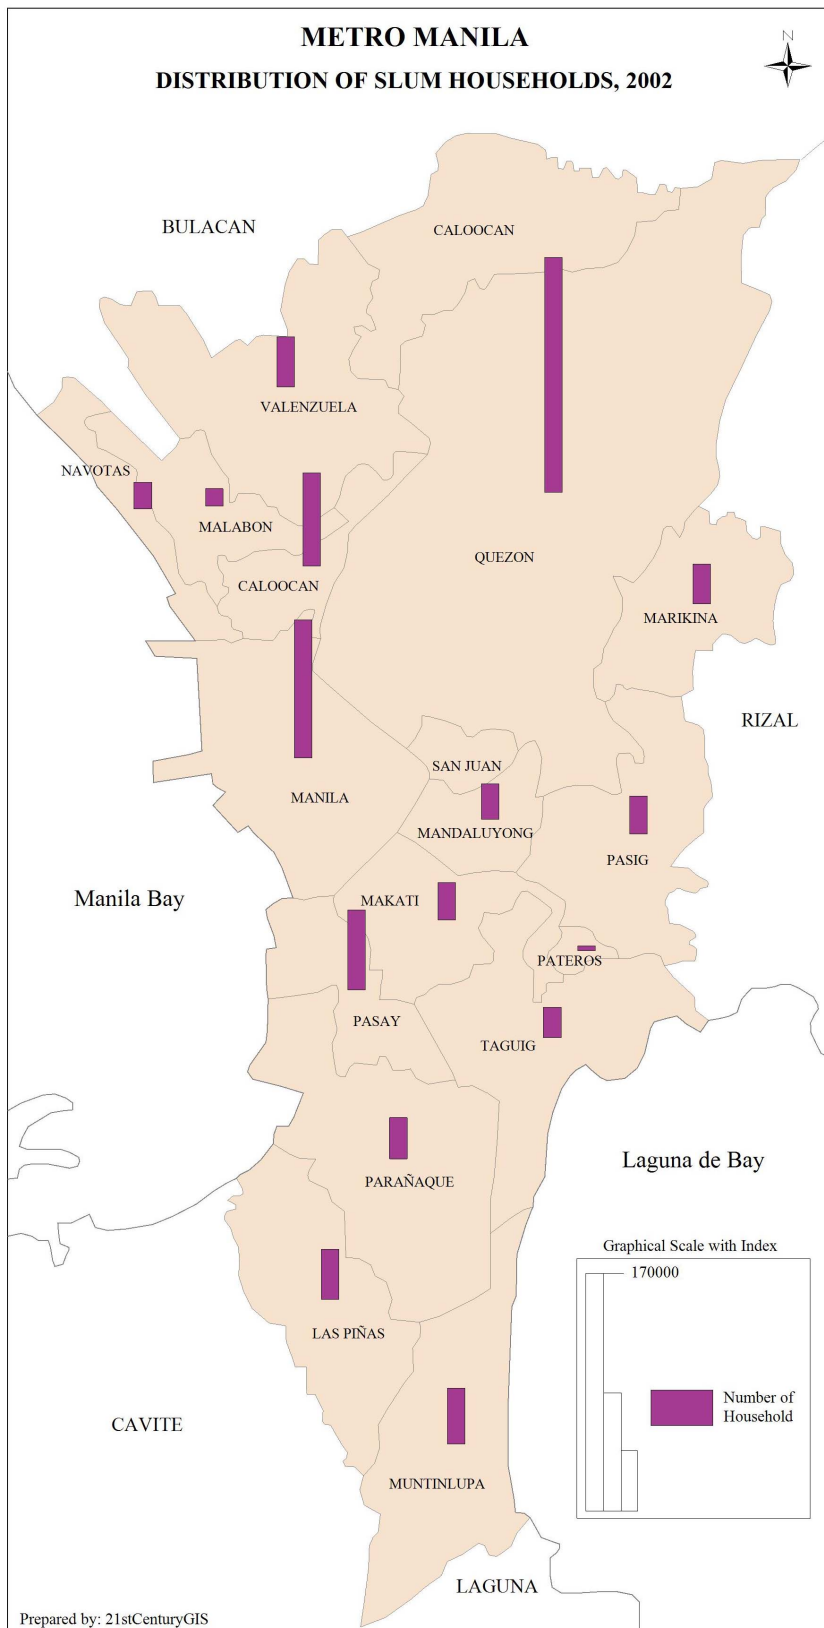 METRO MANILA
DISTRIBUTION OF SLUM HOUSEHOLDS, 2002
N
BULACAN
CALOOCAN
VALENZUELA
NAVOTAS
MALABON
QUEZON
CALOOCAN
MARIKINA
RIZAL
SAN JUAN
MANILA
MANDALUYONG
PASIG
Manila Bay
MAKATI
PATEROS
PASAY
TAGUIG
Laguna de Bay
PARAÑAQUE
Graphical Scale with Index
170000
LAS PIÑAS
Number of
Household
CAVITE
MUNTINLUPA
LAGUNA
Prepared by: 21stCenturyGIS